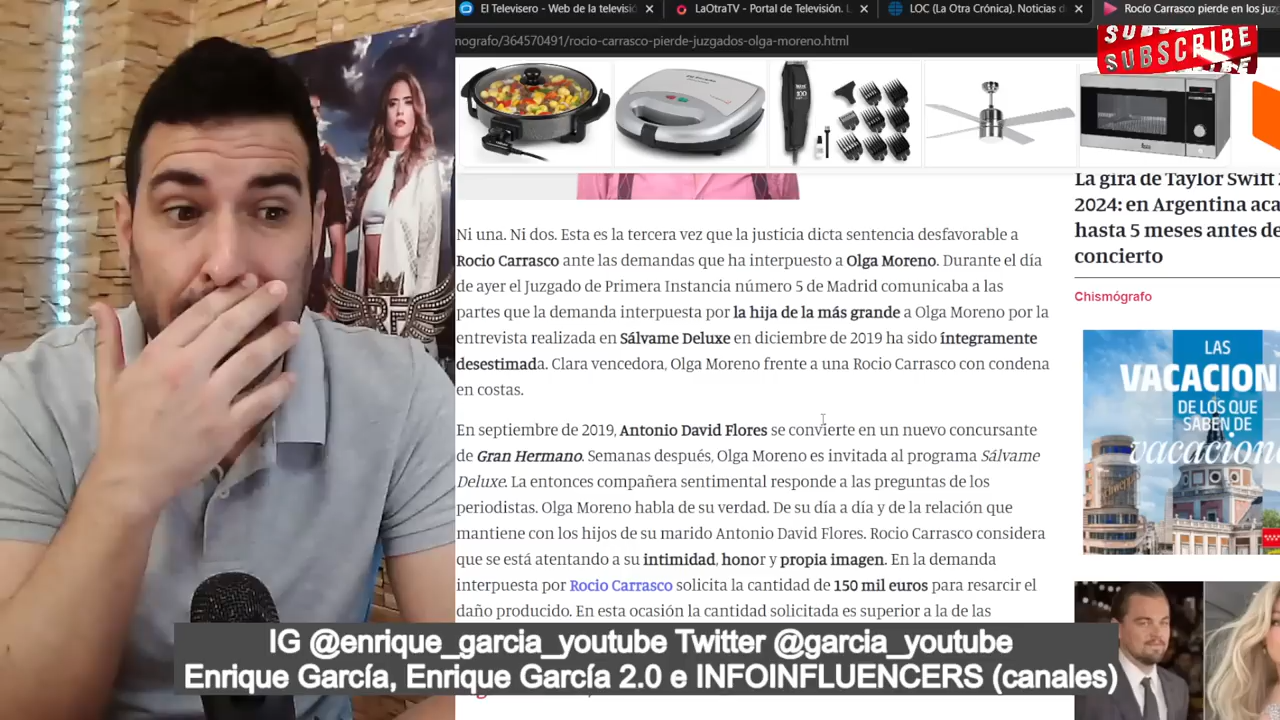 El Televisero - Web de la televisi
LaOtraTV - Portal de Televisión. L
LOC (La Otra Crónica). Noticias d
Rocío Carrasco pierde en los juzg
nografo/364570491/rocio-carrasco-pierde-juzgados-olga-moreno.html
SUBSCRIBE
La gira de Taylor Swift
2024: en Argentina aca
hasta 5 meses antes de
concierto
Chismógrafo
Ni una. Ni dos. Esta es la tercera vez que la justicia dicta sentencia desfavorable a
Rocio Carrasco ante las demandas que ha interpuesto a Olga Moreno. Durante el día
de ayer el Juzgado de Primera Instancia número 5 de Madrid comunicaba a las
partes que la demanda interpuesta por la hija de la más grande a Olga Moreno por la
entrevista realizada en Sálvame Deluxe en diciembre de 2019 ha sido íntegramente
desestimada. Clara vencedora, Olga Moreno frente a una Rocio Carrasco con condena
en costas.
En septiembre de 2019, Antonio David Flores se convierte en un nuevo concursante
de Gran Hermano. Semanas después, Olga Moreno es invitada al programa Sálvame
Deluxe. La entonces compañera sentimental responde a las preguntas de los
periodistas. Olga Moreno habla de su verdad. De su día a día y de la relación que
mantiene con los hijos de su marido Antonio David Flores. Rocio Carrasco considera
que se está atentando a su intimidad, honor y propia imagen. En la demanda
interpuesta por Rocio Carrasco solicita la cantidad de 150 mil euros para resarcir el
daño producido. En esta ocasión la cantidad solicitada es superior a la de las
LAS
VACACION
DE LOS QUE
SABEN DE
vacacione
IG @enrique_garcia_youtube Twitter @garcia_youtube
Enrique García, Enrique García 2.0 e INFOINFLUENCERS (canales)